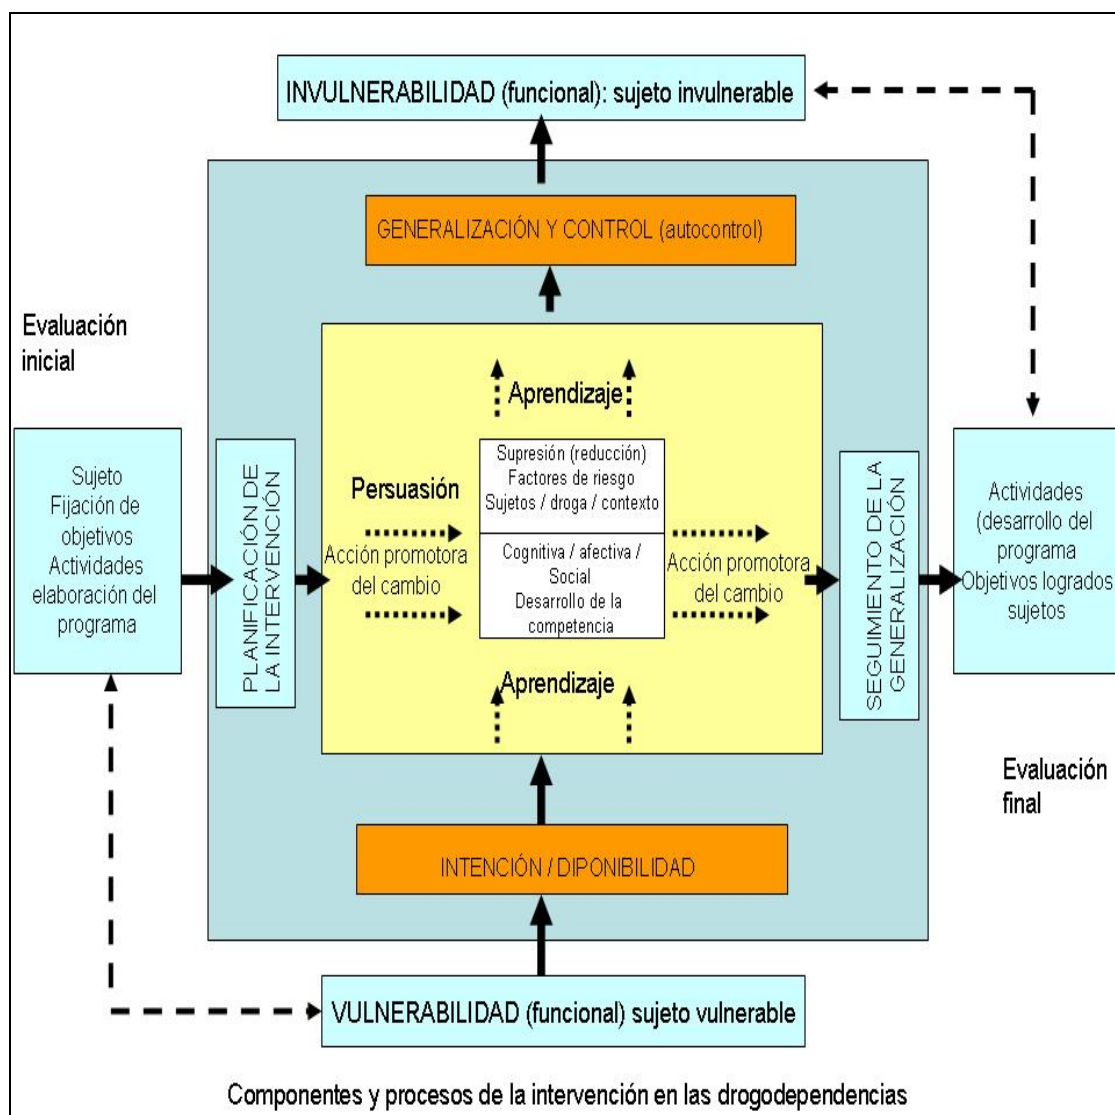 INVULNERABILIDAD (funcional): sujeto invulnerable
GENERALIZACIÓN Y CONTROL (autocontrol)
Evaluación
inicial
Sujeto
Fijación de
objetivos
Actividades
elaboración del
programa
PLANIFICACIÓN DE
LA INTERVENCIÓN
Aprendizaje
Persuasión
Acción promotora
del cambio
Supresión (reducción)
Factores de riesgo
Sujetos / droga / contexto
Cognitiva / afectiva /
Social
Desarrollo de la
competencia
Acción promotora
del cambio
Aprendizaje
SEGUIMIENTO DE LA
GENERALIZACIÓN
Actividades
(desarrollo del
programa
Objetivos logrados
sujetos
Evaluación
final
INTENCIÓN / DIPONIBILIDAD
VULNERABILIDAD (funcional) sujeto vulnerable
Componentes y procesos de la intervención en las drogodependencias